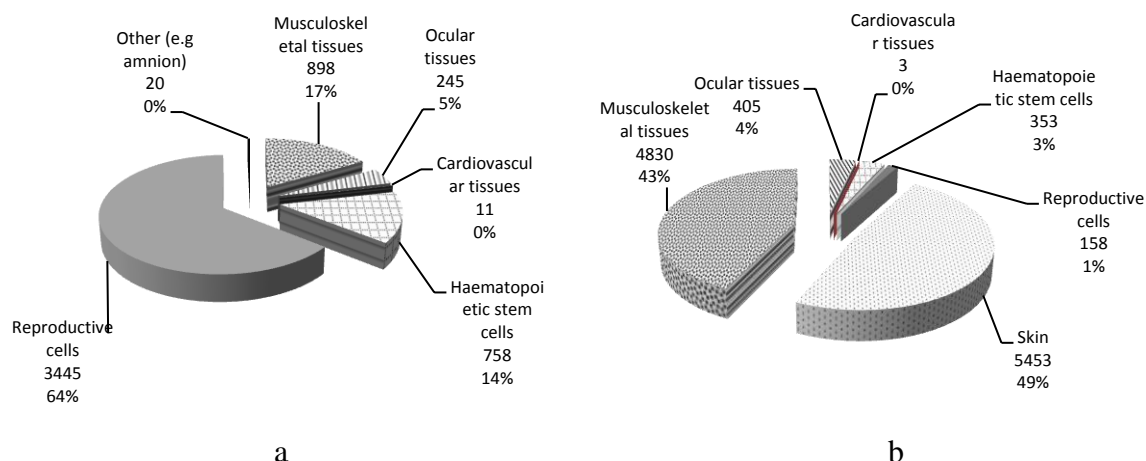 Other (e.g
amnion)
20
0%
Musculoskel
etal tissues
898
17%
Ocular
tissues
245
5%
Cardiovascul
ar tissues
11
0%
Haematopoi
etic stem
cells
758
14%
Reproductive
cells
3445
64%
a
Musculoskelet
al tissues
4830
43%
Ocular tissues
405
4%
Cardiovascula
r tissues
3
0%
Haematopoie
tic stem cells
353
3%
Reproductive
cells
158
1%
Skin
5453
49%
b